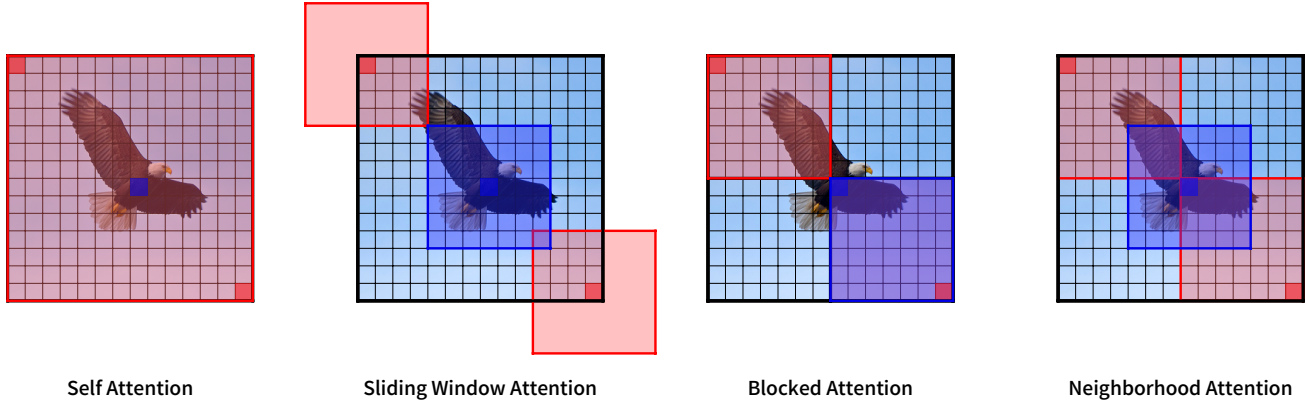 Self Attention
Sliding Window Attention
Blocked Attention
Neighborhood Attention